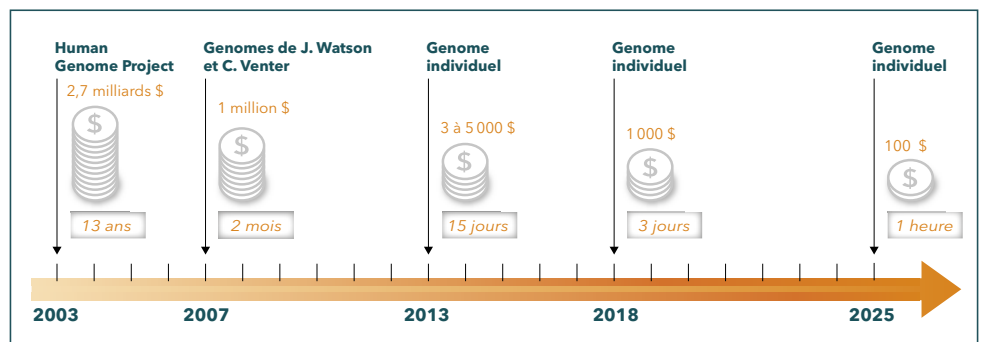 Human
Genome Project
2,7 milliards $
$
13 ans
Genomes de J. Watson
et C. Venter
1 million $
$
2 mois
Genome
individuel
3 à 5 000 $
$
15 jours
Genome
individuel
1 000 $
$
3 jours
Genome
individuel
100 $
$
1 heure
2003
2007
2013
2018
2025